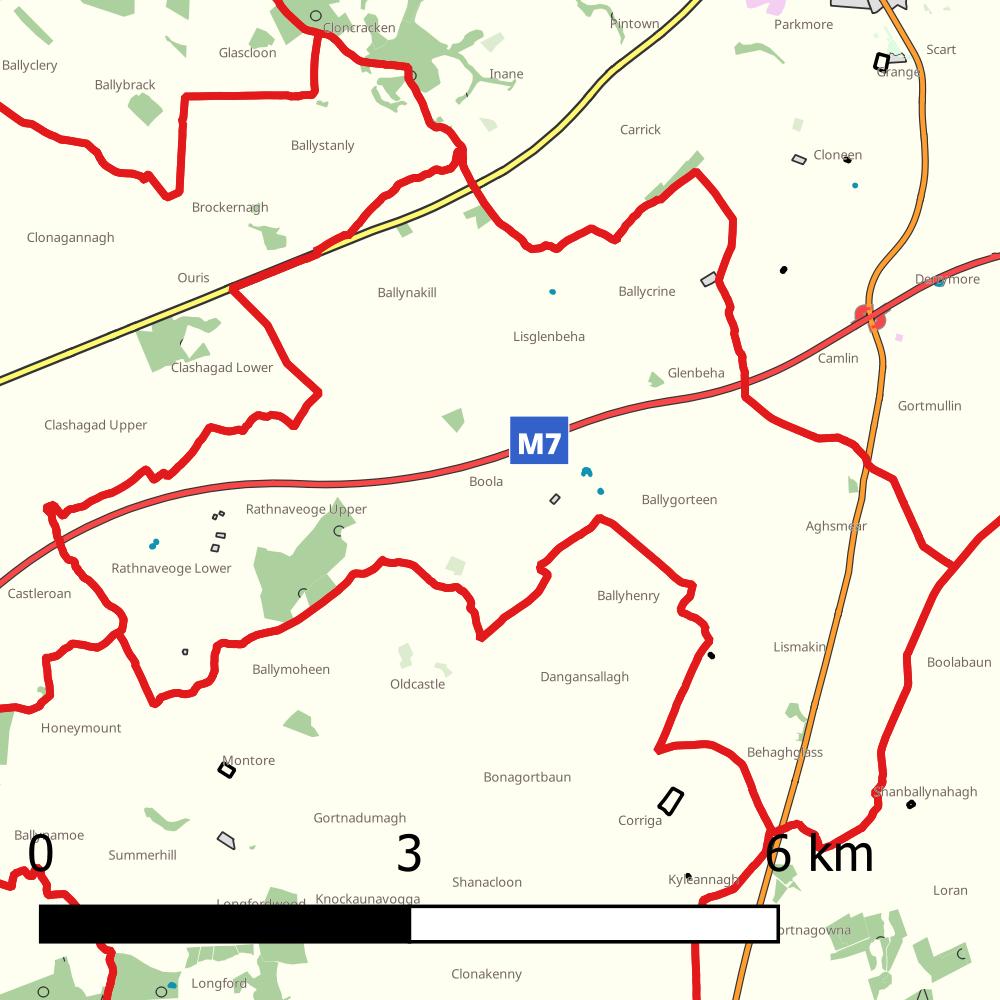 Cloncracken
Pintown
Parkmore
Scart
Glascloon
Ballyclery
Inane
Grange
Ballybrack
Carrick
Ballystanly
Cloneen
Brockernagh
Clonagannagh
Ouris
Derrymore
Ballynakill
Ballycrine
Lisglenbeha
Camlin
Clashagad Lower
Glenbeha
Gortmullin
Clashagad Upper
M7
Boola
Ballygorteen
Rathnaveoge Upper
Aghsmear
Rathnaveoge Lower
Castleroan
Ballyhenry
Lismakin
Boolabaun
Ballymoheen
Dangansallagh
Oldcastle
Honeymount
Behaghglass
Montore
Bonagortbaun
Shanballynahagh
Gortnadumagh
Corriga
Ballynamoe
Summerhill
0 3 6 km
Shanacloon
Kyleannagh
Loran
Longfordwood
Knockaunavogga
ortnagowna
Clonakenny
Longford